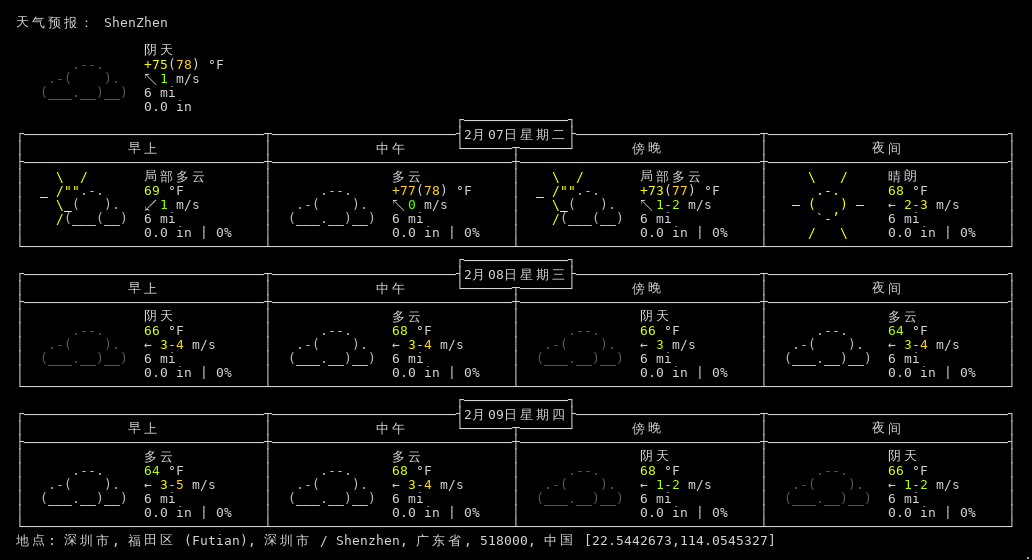 天气预报： ShenZhen
阴天
+75(78) °F
↖ 1 m/s
6 mi
0.0 in
2月07日星期二
早上 中午 傍晚 夜间
局部多云 多云 局部多云 晴朗
69 °F +77(78) °F +73(77) °F 68 °F
↙ 1 m/s ↖ 0 m/s ↖ 1-2 m/s ← 2-3 m/s
6 mi 6 mi 6 mi 6 mi
0.0 in | 0% 0.0 in | 0% 0.0 in | 0% 0.0 in | 0%
2月08日星期三
早上 中午 傍晚 夜间
阴天 多云 阴天 多云
66 °F 68 °F 66 °F 64 °F
← 3-4 m/s ← 3-4 m/s ← 3 m/s ← 3-4 m/s
6 mi 6 mi 6 mi 6 mi
0.0 in | 0% 0.0 in | 0% 0.0 in | 0% 0.0 in | 0%
2月09日星期四
早上 中午 傍晚 夜间
多云 多云 阴天 阴天
64 °F 68 °F 68 °F 66 °F
← 3-5 m/s ← 3-4 m/s ← 1-2 m/s ← 1-2 m/s
6 mi 6 mi 6 mi 6 mi
0.0 in | 0% 0.0 in | 0% 0.0 in | 0% 0.0 in | 0%
地点: 深圳市, 福田区 (Futian), 深圳市 / Shenzhen, 广东省, 518000, 中国 [22.5442673,114.0545327]